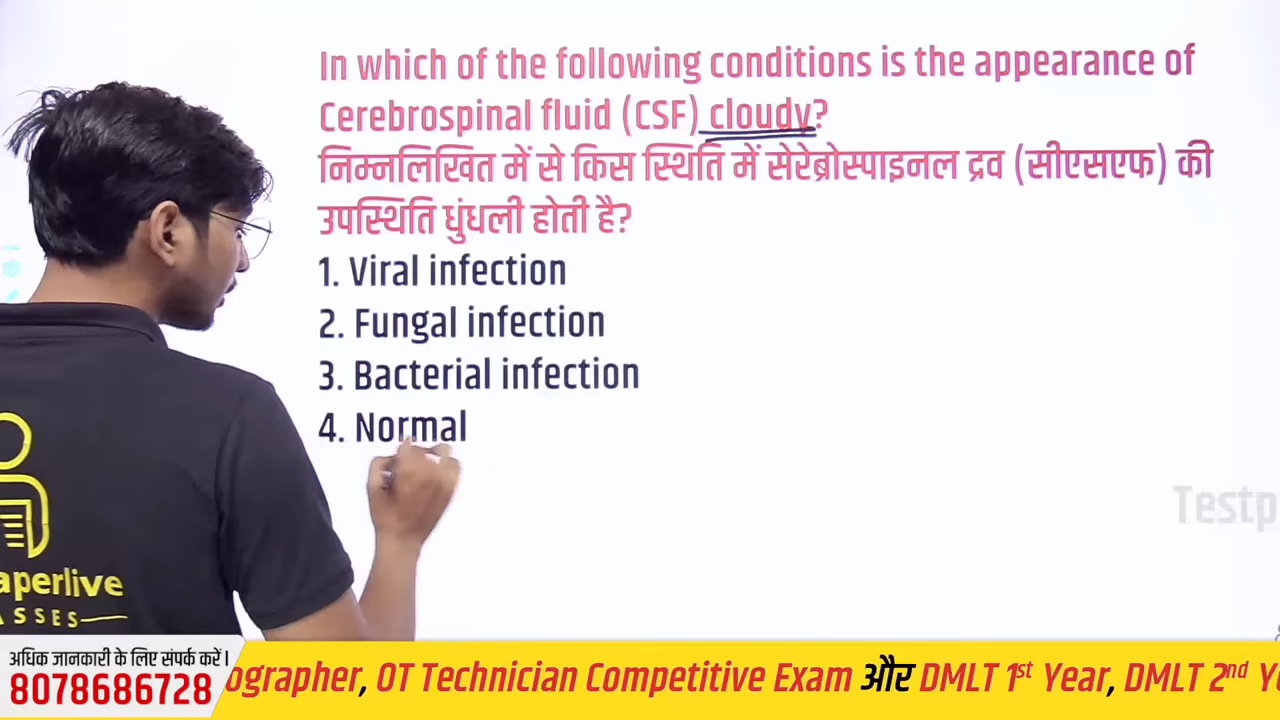 In which of the following conditions is the appearance of
Cerebrospinal fluid (CSF) cloudy?
निम्नलिखित में से किस स्थिति में सेरेब्रोस्पाइनल द्रव (सीएसएफ) की
उपस्थिति धुंधली होती है?
1. Viral infection
2. Fungal infection
3. Bacterial infection
4. Normal
Testp
aperlive
ASSES
अधिक जानकारी के लिए संपर्क करें।
8078686728
ographer, OT Technician Competitive Exam और DMLT 1st Year, DMLT 2nd Y